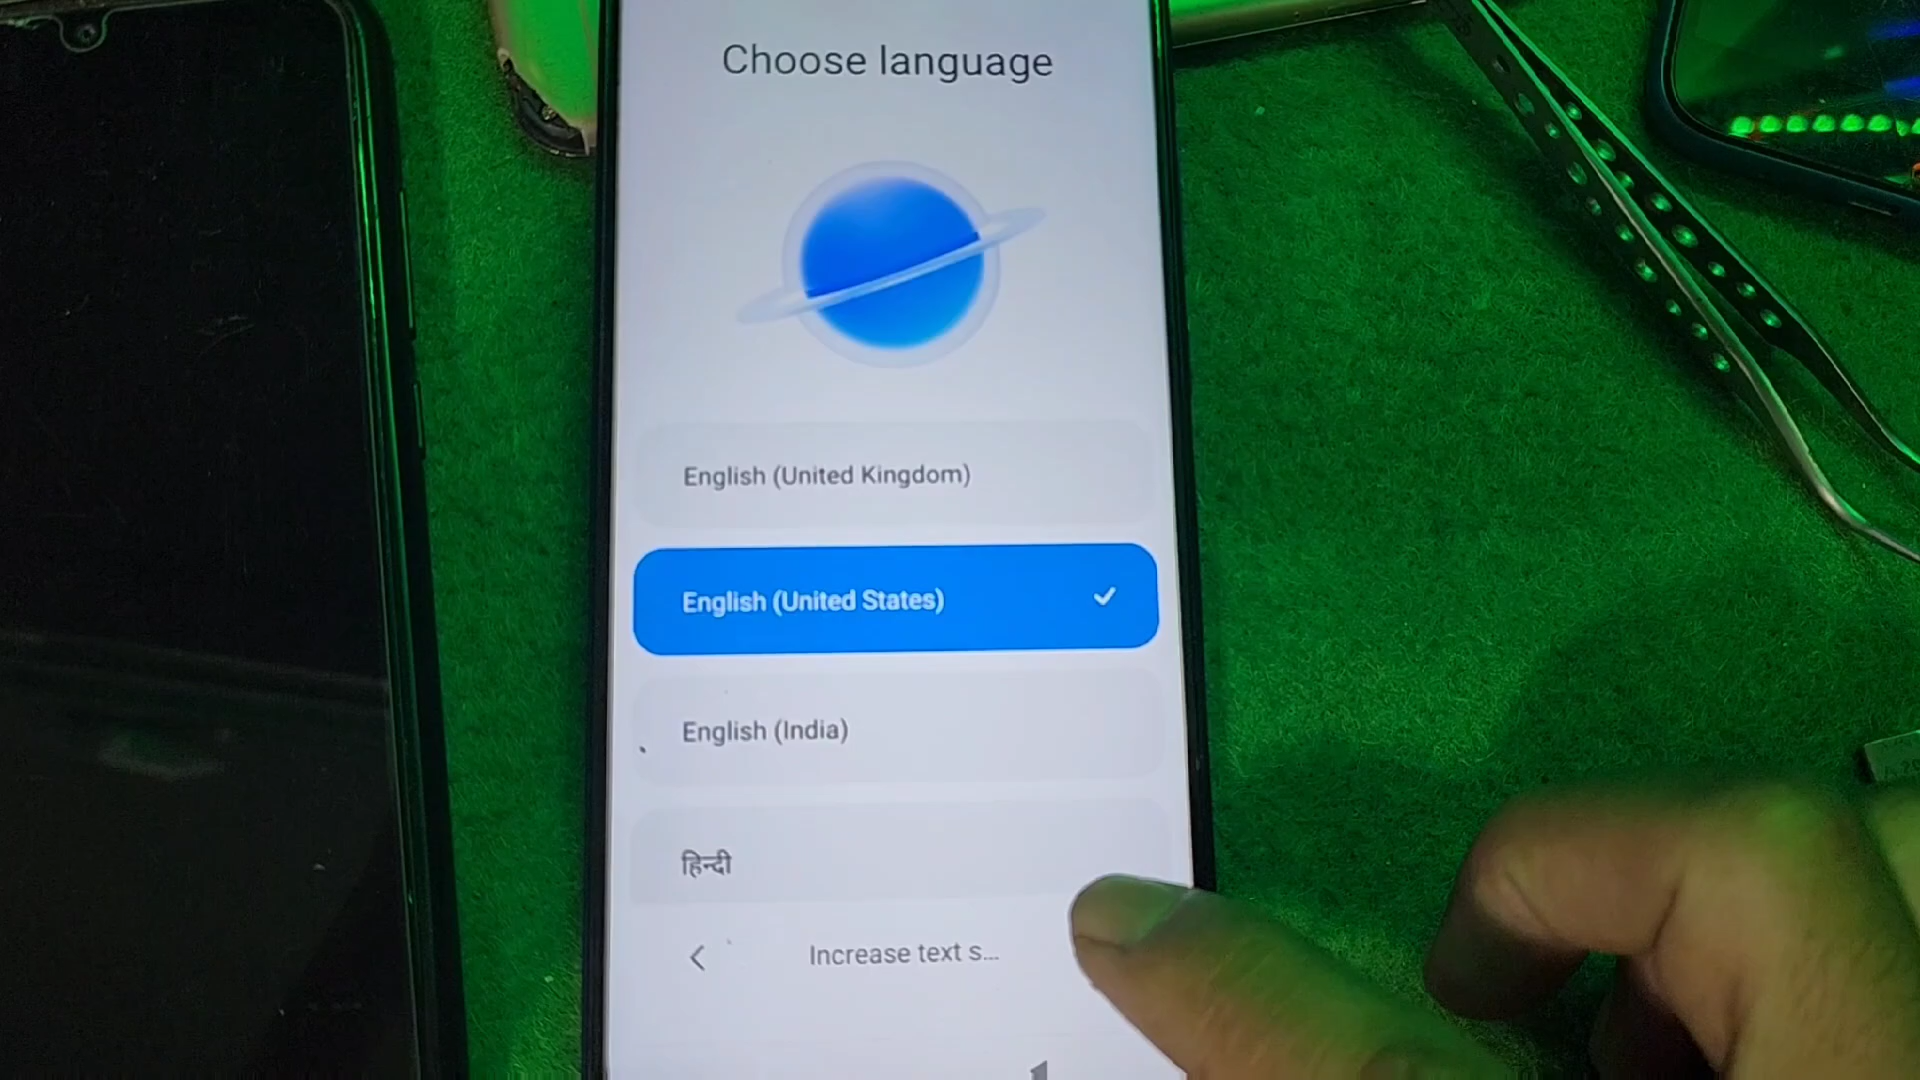 Choose language
English (United Kingdom)
English (United States)
English (India)
हिन्दी
Increase text s...